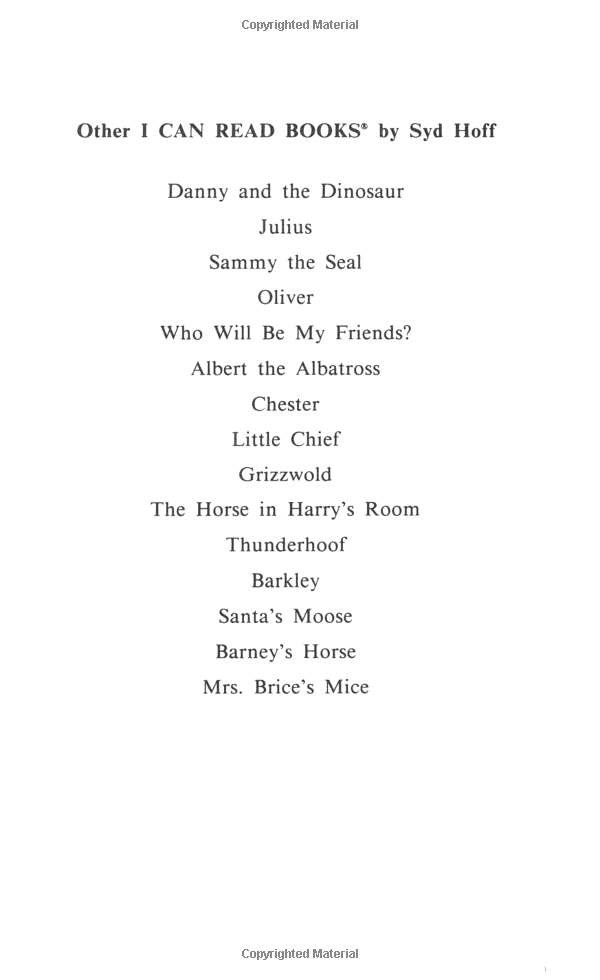 Copyrighted Material
Other I CAN READ BOOKS® by Syd Hoff
Danny and the Dinosaur
Julius
Sammy the Seal
Oliver
Who Will Be My Friends?
Albert the Albatross
Chester
Little Chief
Grizzwold
The Horse in Harry's Room
Thunderhoof
Barkley
Santa's Moose
Barney's Horse
Mrs. Brice's Mice
Copyrighted Material